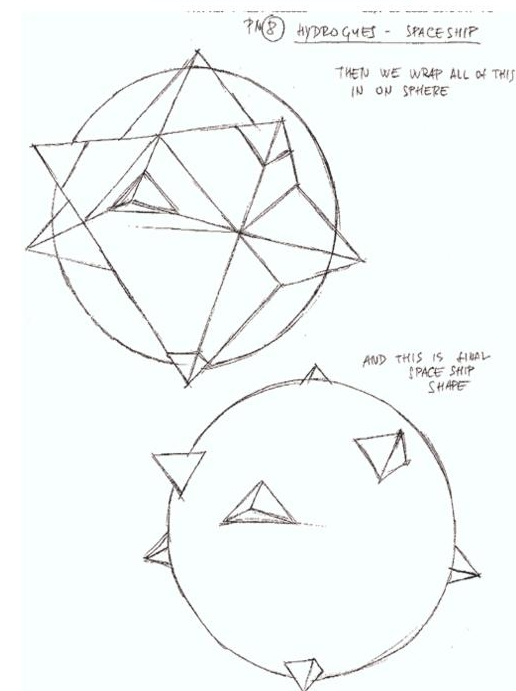 PN 8 HYDROGUES - SPACESHIP
THEN WE WRAP ALL OF THIS
IN ON SPHERE
AND THIS IS FINAL
SPACE SHIP
SHAPE